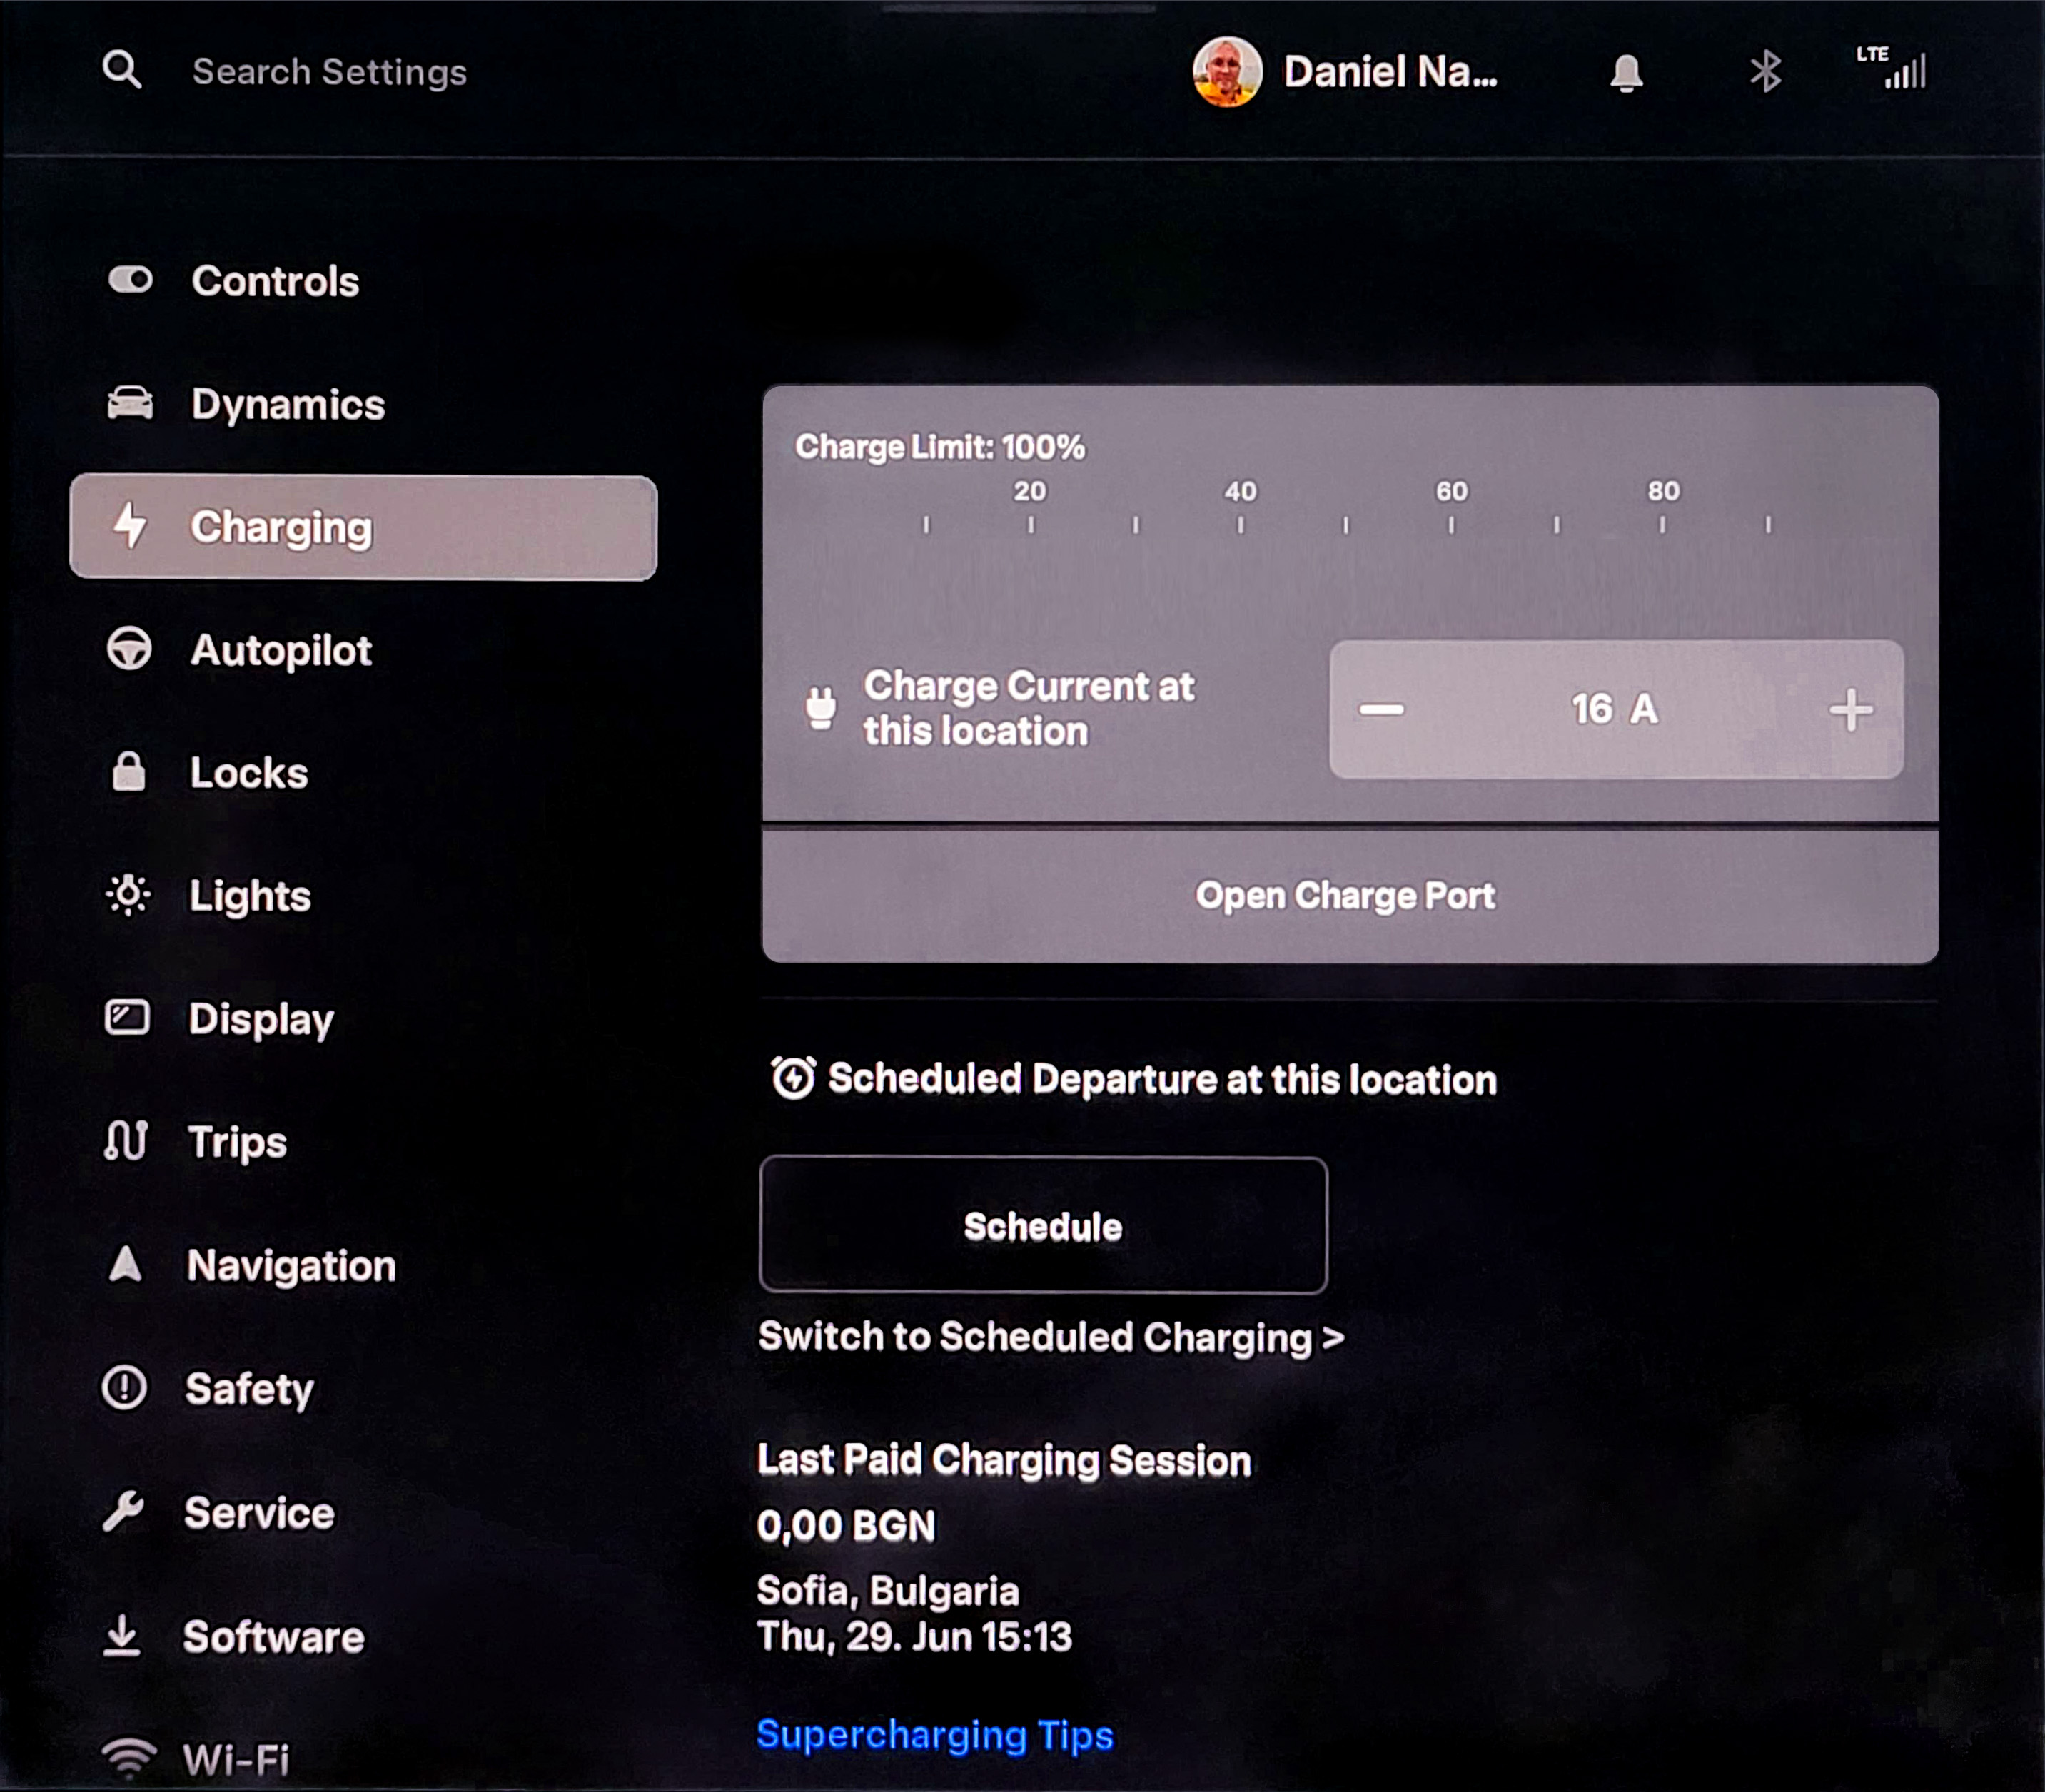 Search Settings
Daniel Na...
LTE
Controls
Dynamics
Charging
Autopilot
Locks
Lights
Display
Trips
Navigation
Safety
Service
Software
Wi-Fi
Charge Limit: 100%
20 40 60 80
Charge Current at
this location
16 A
Open Charge Port
Scheduled Departure at this location
Schedule
Switch to Scheduled Charging >
Last Paid Charging Session
0,00 BGN
Sofia, Bulgaria
Thu, 29. Jun 15:13
Supercharging Tips